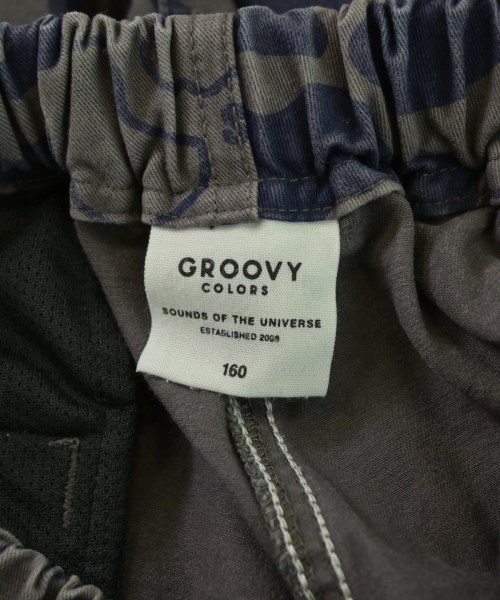 GROOVY
COLORS
SOUNDS OF THE UNIVERSE
ESTABLISHED 2009
160